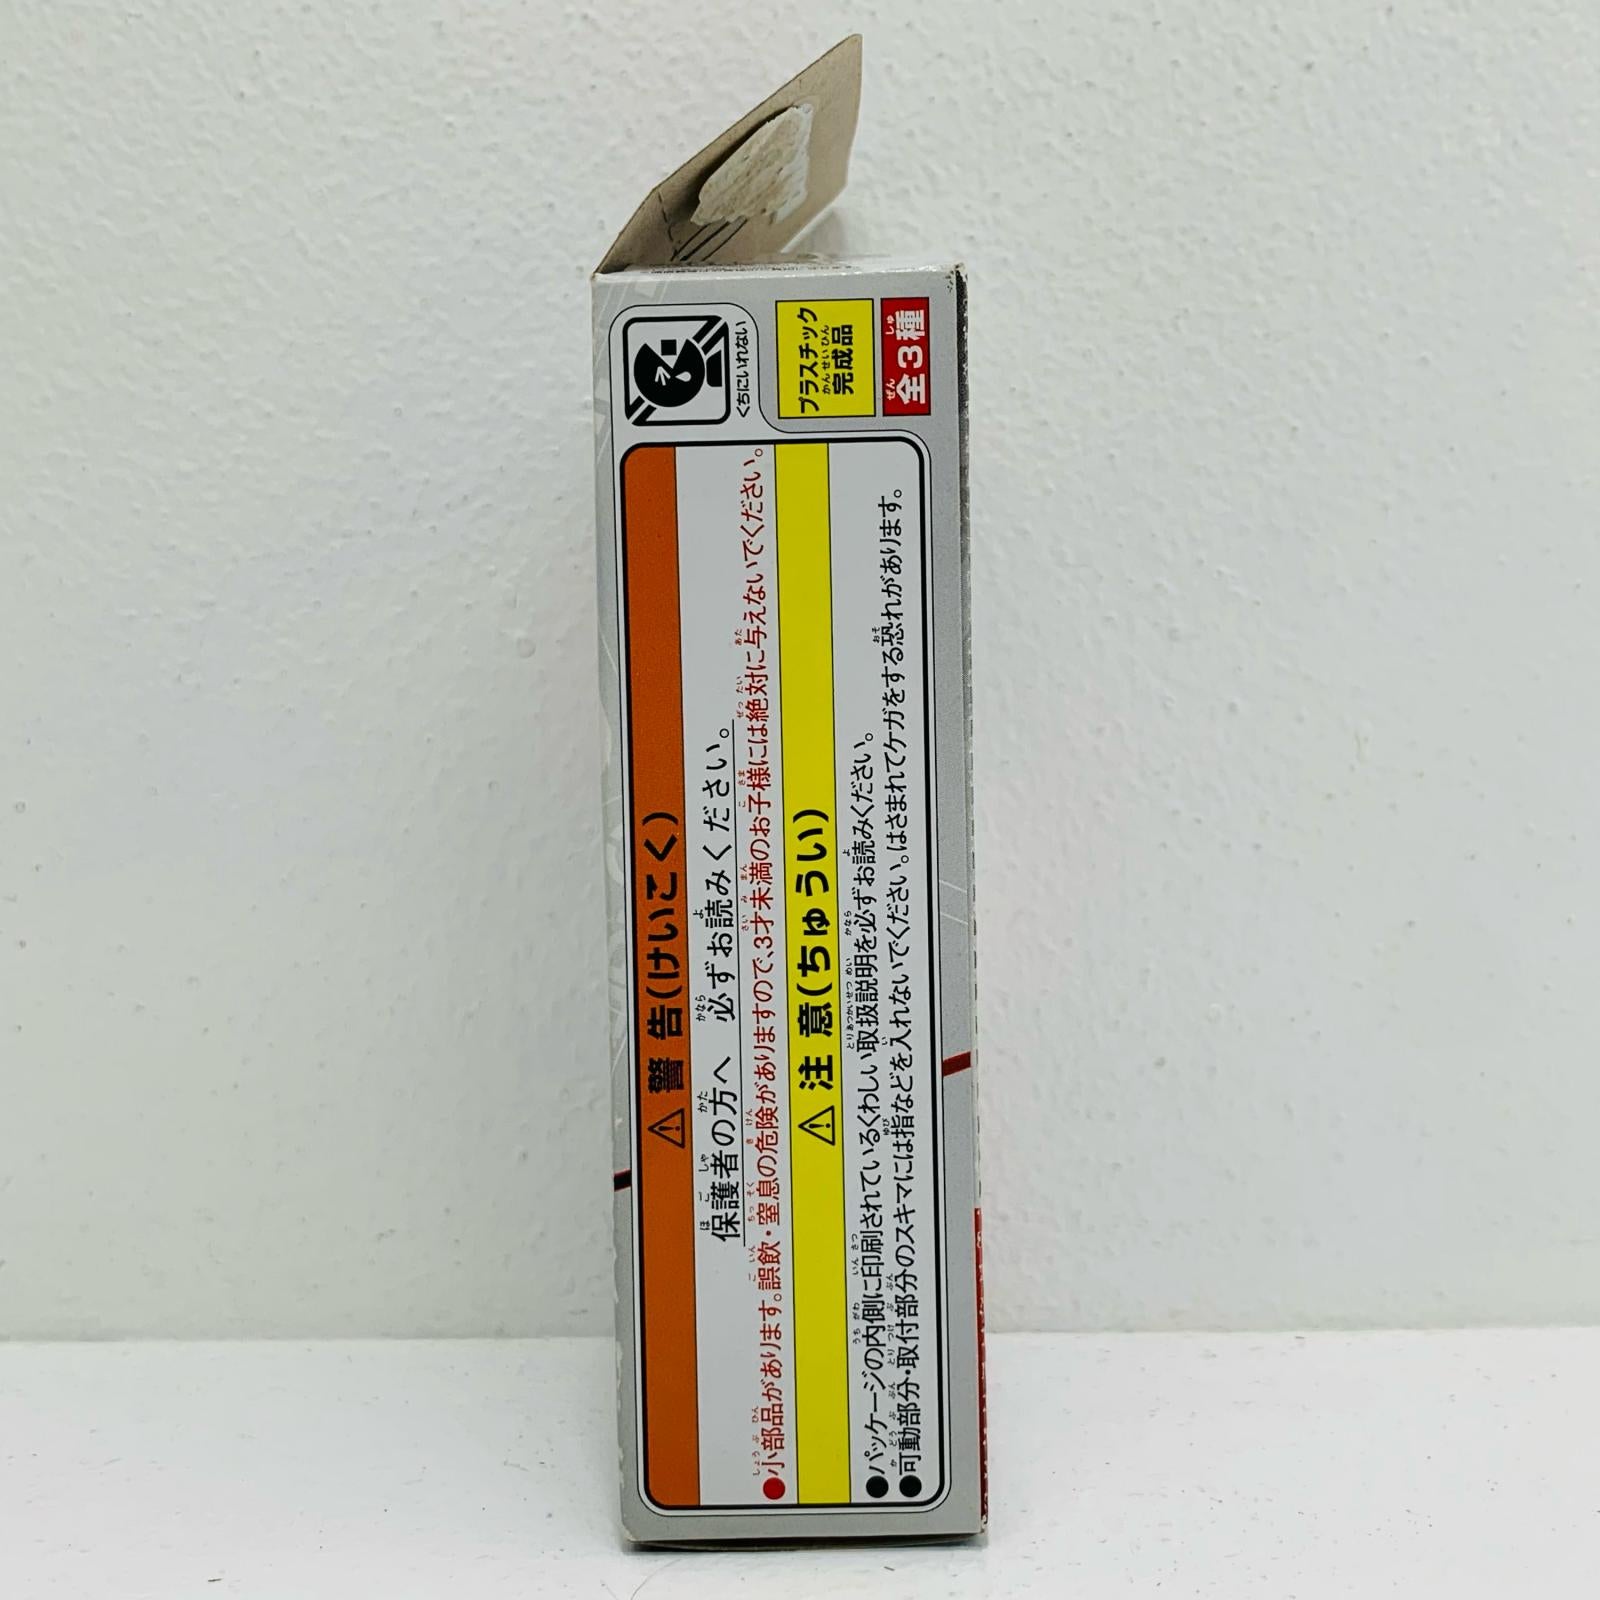 ⚠ 警告(けいこく)
保護者の方へ 必ずお読みください。
●小部品があります。誤飲・窒息の危険がありますので、3才未満のお子様には絶対に与えないでください。
⚠ 注意(ちゅうい)
●パッケージの内側に印刷されているくわしい取扱説明を必ずお読みください。
●可動部分・取付部分のスキマには指などを入れないでください。はさまれてケガをする恐れがあります。
くちにいれない
プラスチック
完成品
全3種